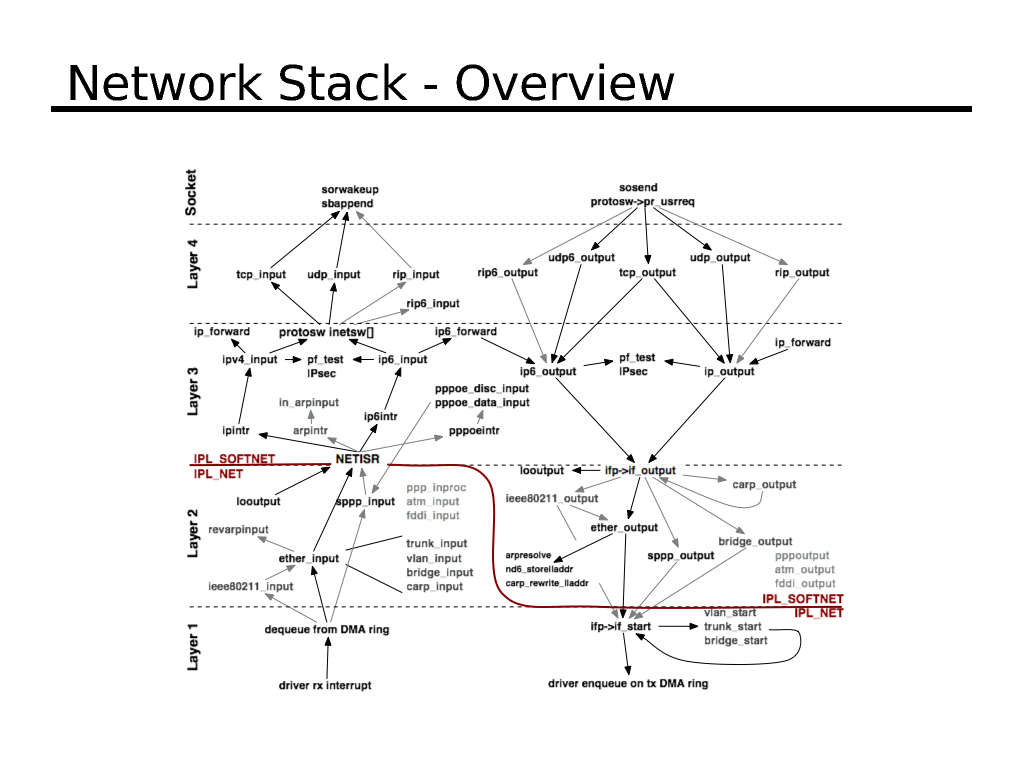 Network Stack - Overview
Socket
sorwakeup
sbappend
sosend
protosw->pr_usrreq
Layer 4
tcp_input
udp_input
rip_input
rip6_input
rip6_output
udp6_output
tcp_output
udp_output
rip_output
Layer 3
ip_forward
protosw inetsw[]
ip6_forward
ipv4_input
pf_test
IPsec
ip6_input
ip6_output
pf_test
IPsec
ip_output
ip_forward
in_arpinput
pppoe_disc_input
pppoe_data_input
ip6intr
ipintr
arpintr
pppoeintr
IPL_SOFTNET
IPL_NET
NETISR
Layer 2
looutput
sppp_input
ppp_inproc
atm_input
fddi_input
revarpinput
ether_input
trunk_input
vlan_input
bridge_input
carp_input
ieee80211_input
looutput
ifp->if_output
carp_output
ieee80211_output
ether_output
bridge_output
arpresolve
nd6_storelladdr
carp_rewrite_lladdr
sppp_output
pppoutput
atm_output
fddi_output
IPL_SOFTNET
IPL_NET
Layer 1
dequeue from DMA ring
driver rx interrupt
ifp->if_start
vlan_start
trunk_start
bridge_start
driver enqueue on tx DMA ring